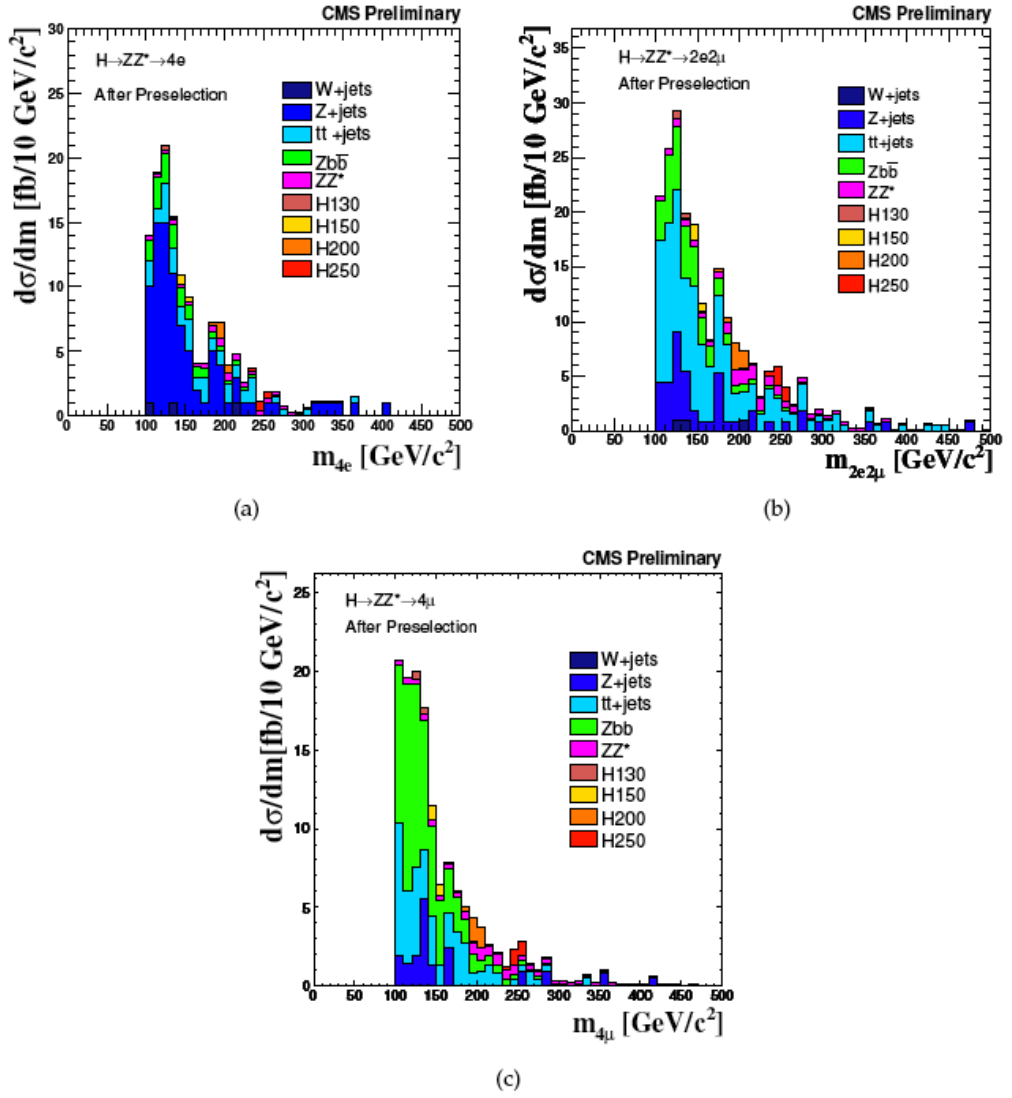 CMS Preliminary
dσ/dm [fb/10 GeV/c²]
30
25
20
15
10
5
0
H→ZZ*→4e
After Preselection
W+jets
Z+jets
tt +jets
Zbb̅
ZZ*
H130
H150
H200
H250
0 50 100 150 200 250 300 350 400 450 500
m4e [GeV/c²]
(a)
CMS Preliminary
dσ/dm [fb/10 GeV/c²]
35
30
25
20
15
10
5
0
H→ZZ*→2e2μ
After Preselection
W+jets
Z+jets
tt+jets
Zbb̅
ZZ*
H130
H150
H200
H250
0 50 100 150 200 250 300 350 400 450 500
m2e2μ [GeV/c²]
(b)
CMS Preliminary
dσ/dm[fb/10 GeV/c²]
25
20
15
10
5
0
H→ZZ*→4μ
After Preselection
W+jets
Z+jets
tt+jets
Zbb
ZZ*
H130
H150
H200
H250
0 50 100 150 200 250 300 350 400 450 500
m4μ [GeV/c²]
(c)